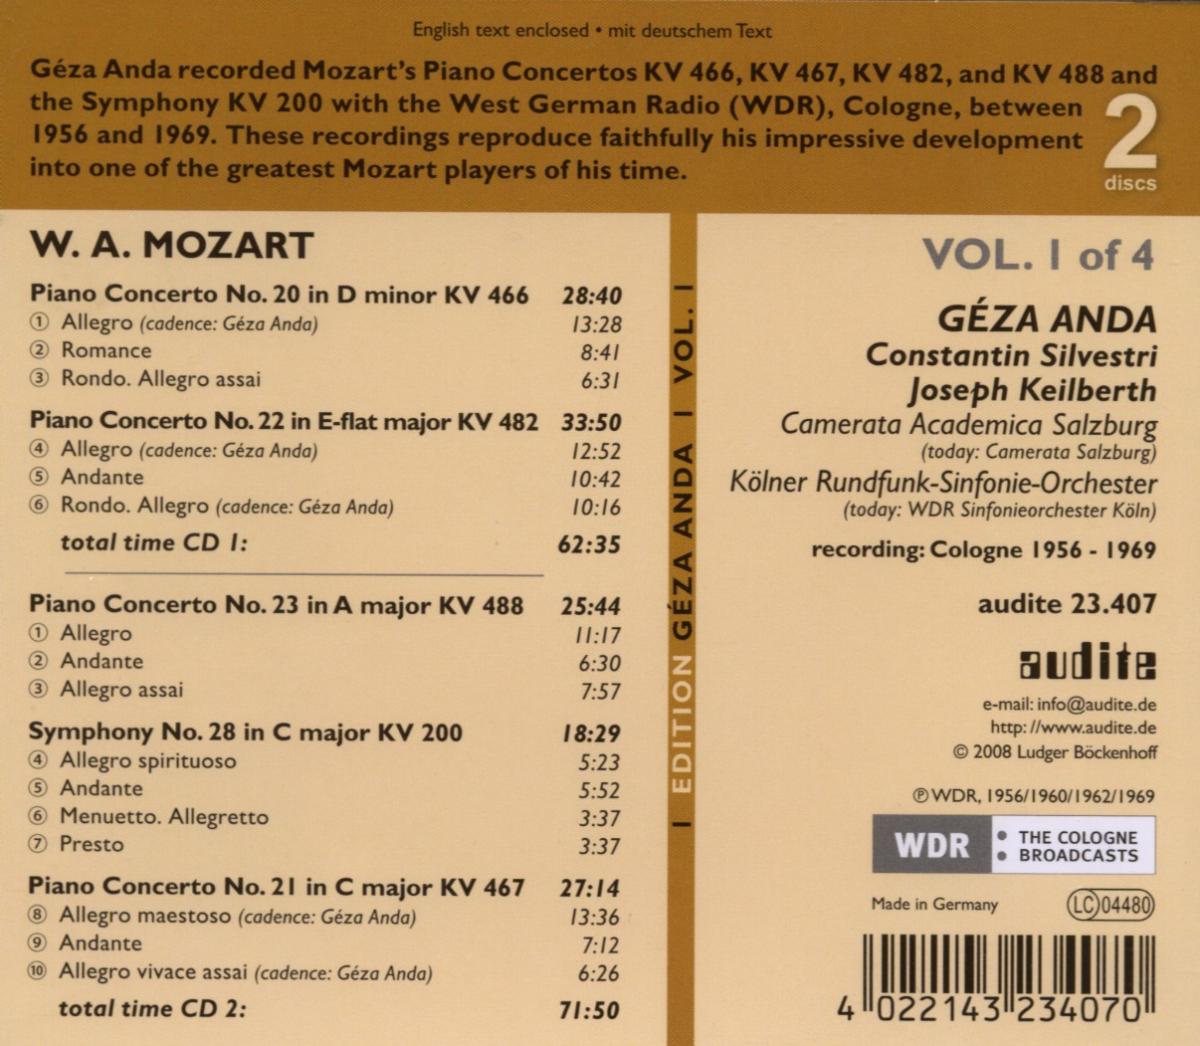 English text enclosed • mit deutschem Text
Géza Anda recorded Mozart's Piano Concertos KV 466, KV 467, KV 482, and KV 488 and
the Symphony KV 200 with the West German Radio (WDR), Cologne, between
1956 and 1969. These recordings reproduce faithfully his impressive development
into one of the greatest Mozart players of his time.
2
discs
W. A. MOZART
Piano Concerto No. 20 in D minor KV 466 28:40
① Allegro (cadence: Géza Anda) 13:28
② Romance 8:41
③ Rondo. Allegro assai 6:31
Piano Concerto No. 22 in E-flat major KV 482 33:50
④ Allegro (cadence: Géza Anda) 12:52
⑤ Andante 10:42
⑥ Rondo. Allegro (cadence: Géza Anda) 10:16
total time CD 1: 62:35
Piano Concerto No. 23 in A major KV 488 25:44
① Allegro 11:17
② Andante 6:30
③ Allegro assai 7:57
Symphony No. 28 in C major KV 200 18:29
④ Allegro spirituoso 5:23
⑤ Andante 5:52
⑥ Menuetto. Allegretto 3:37
⑦ Presto 3:37
Piano Concerto No. 21 in C major KV 467 27:14
⑧ Allegro maestoso (cadence: Géza Anda) 13:36
⑨ Andante 7:12
⑩ Allegro vivace assai (cadence: Géza Anda) 6:26
total time CD 2: 71:50
I EDITION GÉZA ANDA I VOL. I
VOL. I of 4
GÉZA ANDA
Constantin Silvestri
Joseph Keilberth
Camerata Academica Salzburg
(today: Camerata Salzburg)
Kölner Rundfunk-Sinfonie-Orchester
(today: WDR Sinfonieorchester Köln)
recording: Cologne 1956 - 1969
audite 23.407
audite
e-mail: info@audite.de
http://www.audite.de
© 2008 Ludger Böckenhoff
℗ WDR, 1956/1960/1962/1969
WDR : THE COLOGNE
BROADCASTS
Made in Germany
LC 04480
4 022143 234070